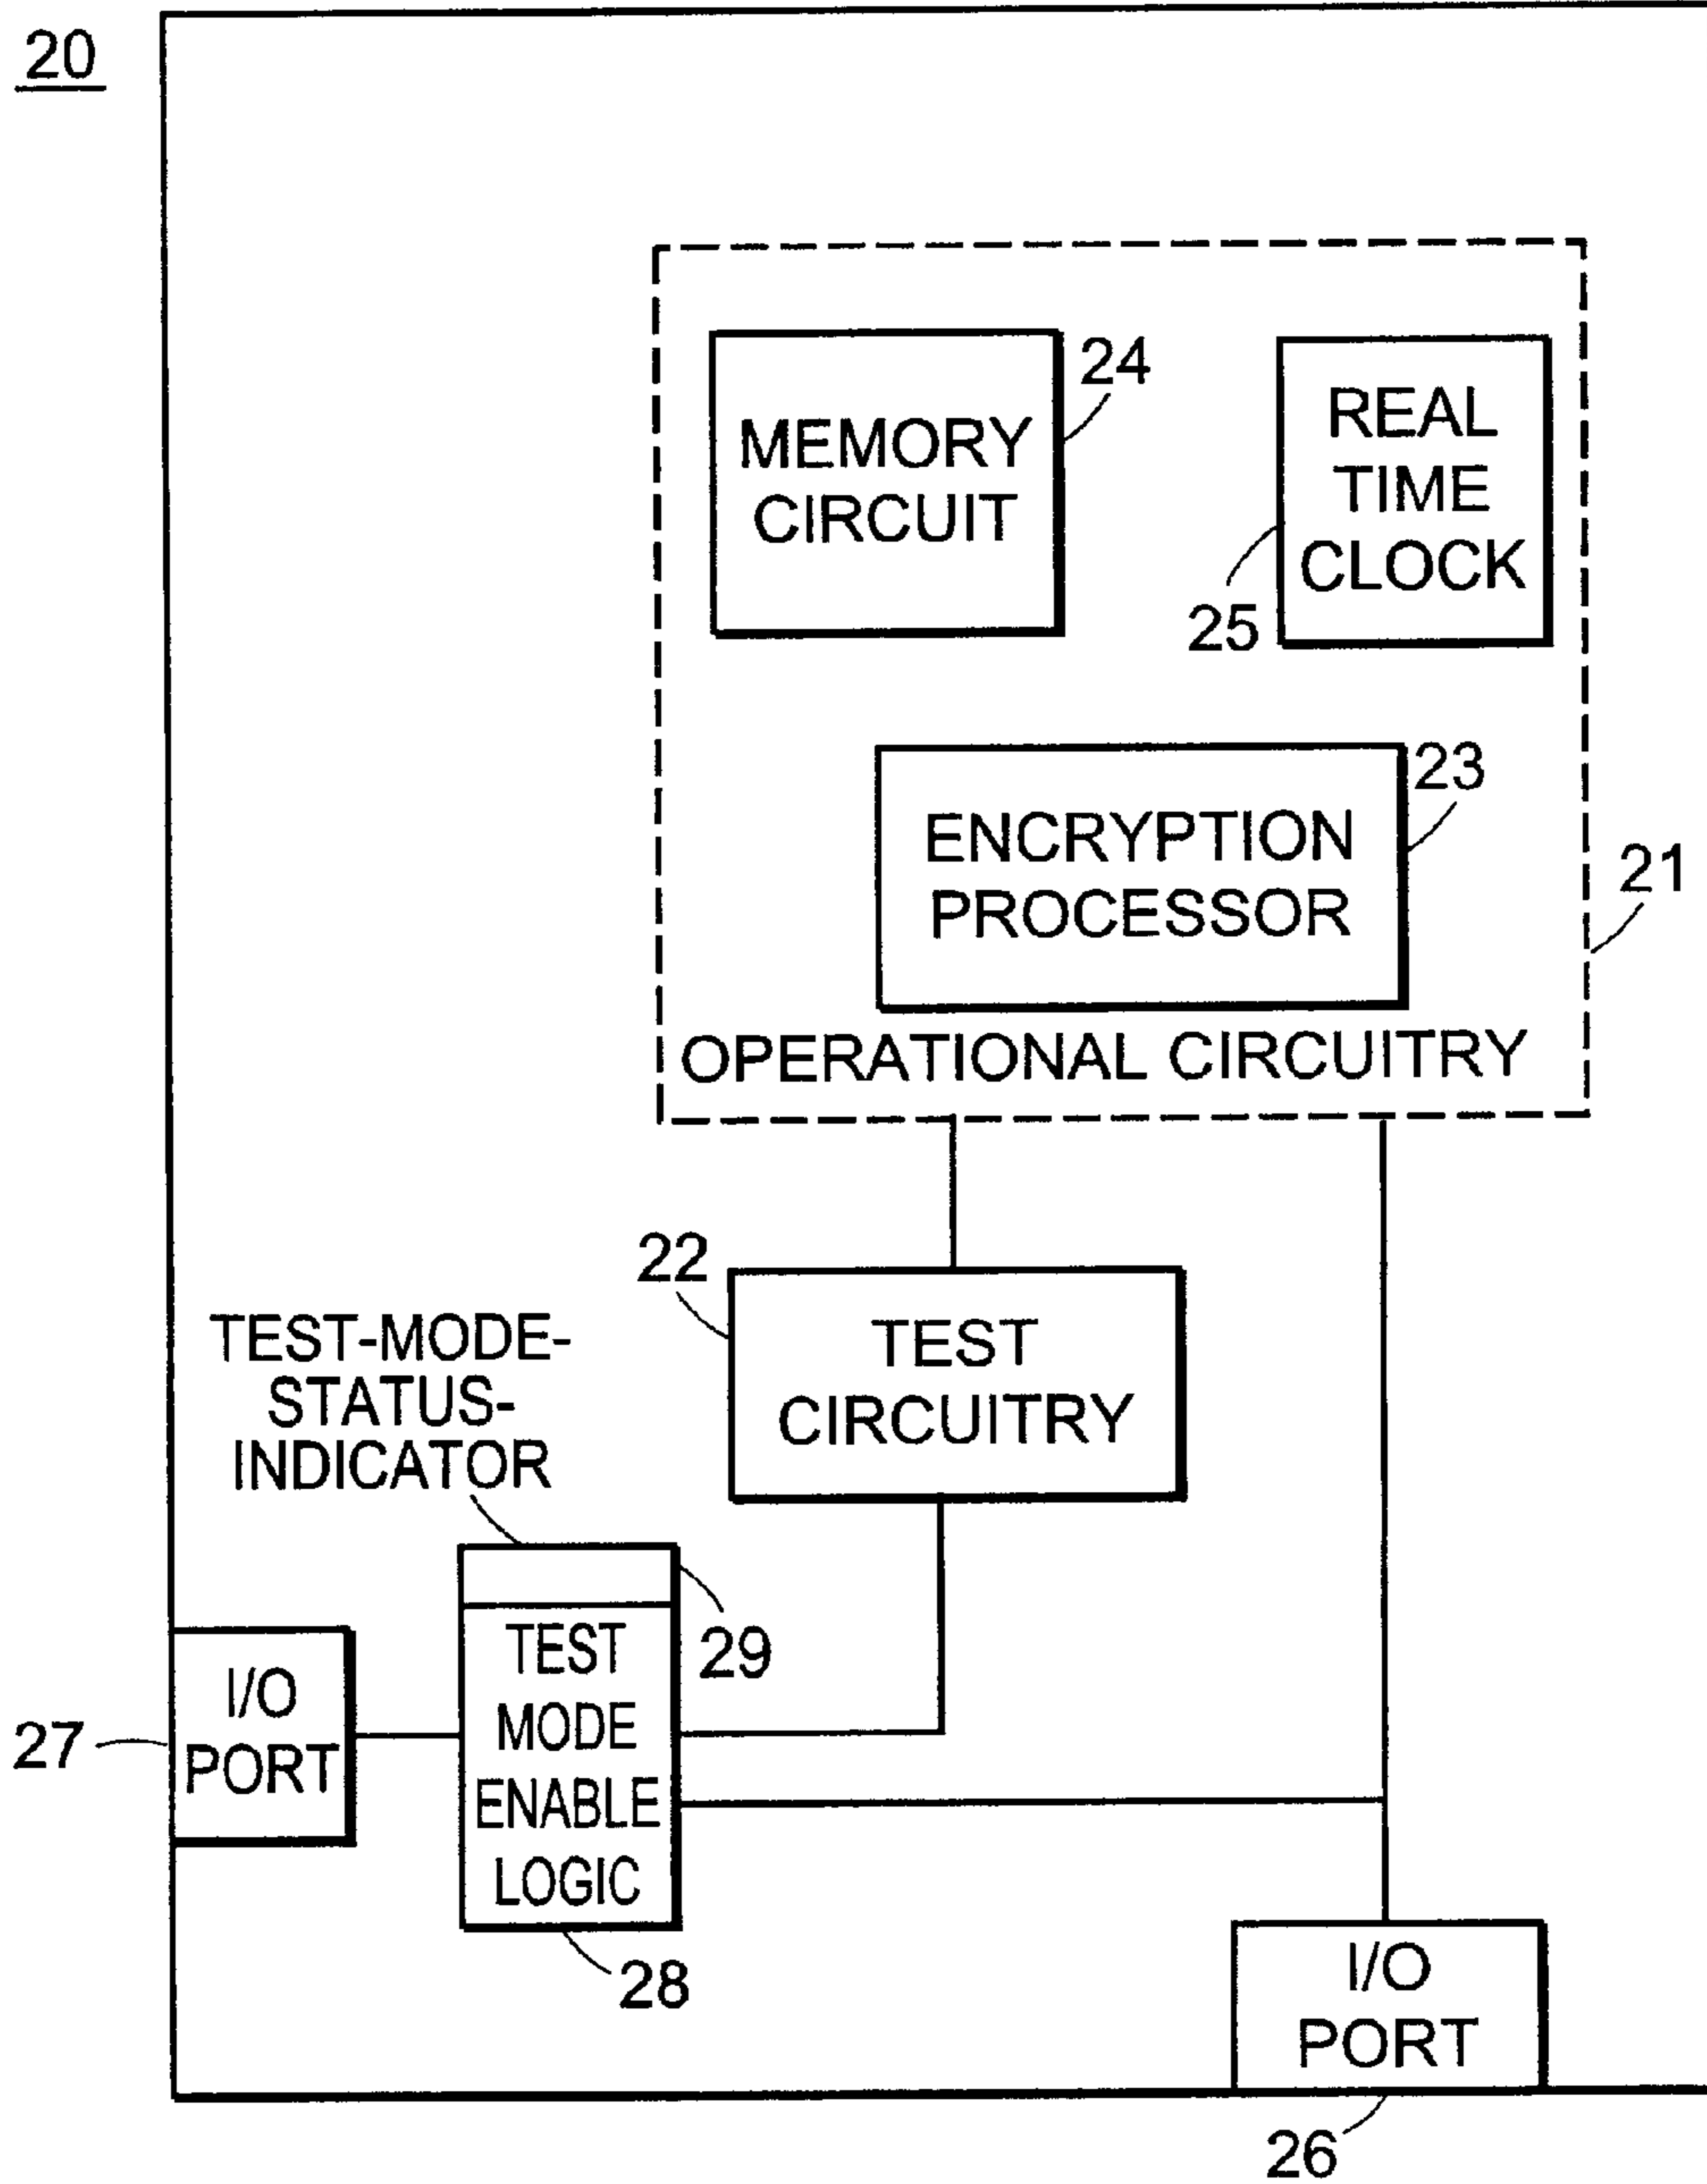 20
MEMORY
CIRCUIT
24
REAL
TIME
CLOCK
25
ENCRYPTION
PROCESSOR
23
21
OPERATIONAL CIRCUITRY
22
TEST
CIRCUITRY
TEST-MODE-
STATUS-
INDICATOR
29
TEST
MODE
ENABLE
LOGIC
28
I/O
PORT
27
I/O
PORT
26